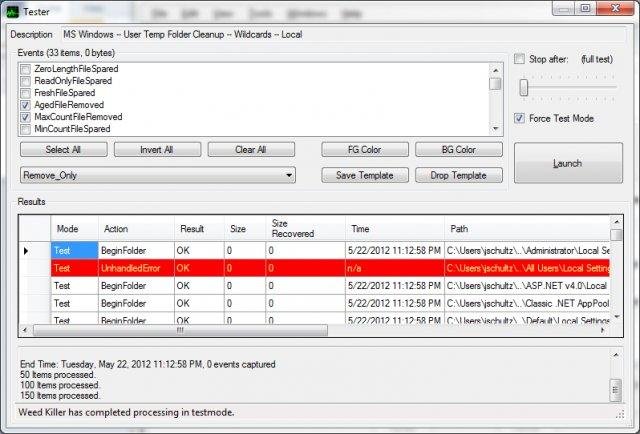 Tester
File Edit View Tools Windows Help
Description MS Windows -- User Temp Folder Cleanup -- Wildcards -- Local
Events (33 items, 0 bytes)
ZeroLengthFileSpared
ReadOnlyFileSpared
FreshFileSpared
AgedFileRemoved
MaxCountFileRemoved
MinCountFileSpared
Stop after: (full test)
Force Test Mode
Select All Invert All Clear All FG Color BG Color
Launch
Remove_Only Save Template Drop Template
Results
Mode Action Result Size Size Recovered Time Path
Test BeginFolder OK 0 0 5/22/2012 11:12:58 PM C:\Users\jschultz\..\Administrator\Local Se
Test UnhandledError OK 0 0 n/a C:\Users\jschultz\..\All Users\Local Setting
Test BeginFolder OK 0 0 5/22/2012 11:12:58 PM C:\Users\jschultz\..\ASP.NET v4.0\Local
Test BeginFolder OK 0 0 5/22/2012 11:12:58 PM C:\Users\jschultz\..\Classic .NET AppPool
Test BeginFolder OK 0 0 5/22/2012 11:12:58 PM C:\Users\jschultz\..\Default\Local Settings
End Time: Tuesday, May 22, 2012 11:12:58 PM, 0 events captured
50 Items processed.
100 Items processed.
150 Items processed.
Weed Killer has completed processing in testmode.